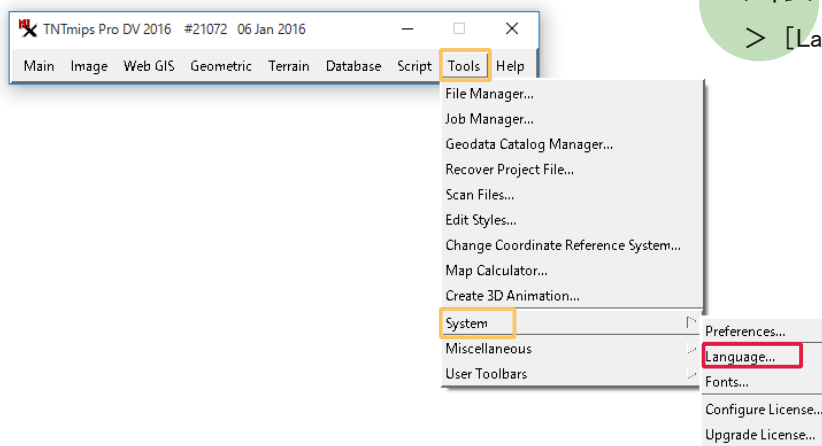 TNTmips Pro DV 2016 #21072 06 Jan 2016
Main Image Web GIS Geometric Terrain Database Script Tools Help
> [La
File Manager...
Job Manager...
Geodata Catalog Manager...
Recover Project File...
Scan Files...
Edit Styles...
Change Coordinate Reference System...
Map Calculator...
Create 3D Animation...
System
Miscellaneous
User Toolbars
Preferences...
Language...
Fonts...
Configure License...
Upgrade License...